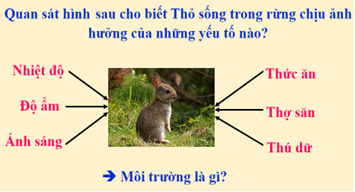 Quan sát hình sau cho biết Thỏ sống trong rừng chịu ảnh
hưởng của những yếu tố nào?
Nhiệt độ
Độ ẩm
Ánh sáng
Thức ăn
Thợ săn
Thú dữ
➔ Môi trường là gì?